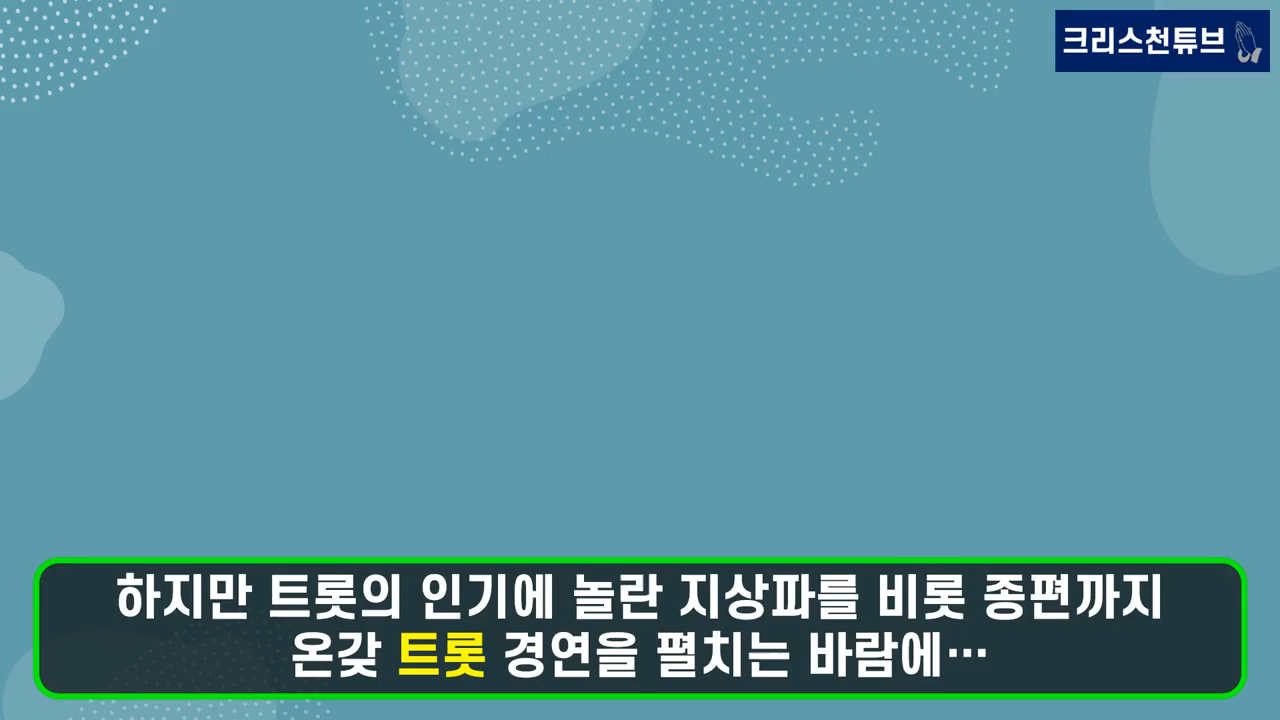 크리스천튜브
하지만 트롯의 인기에 놀란 지상파를 비롯 종편까지
온갖 트롯 경연을 펼치는 바람에…